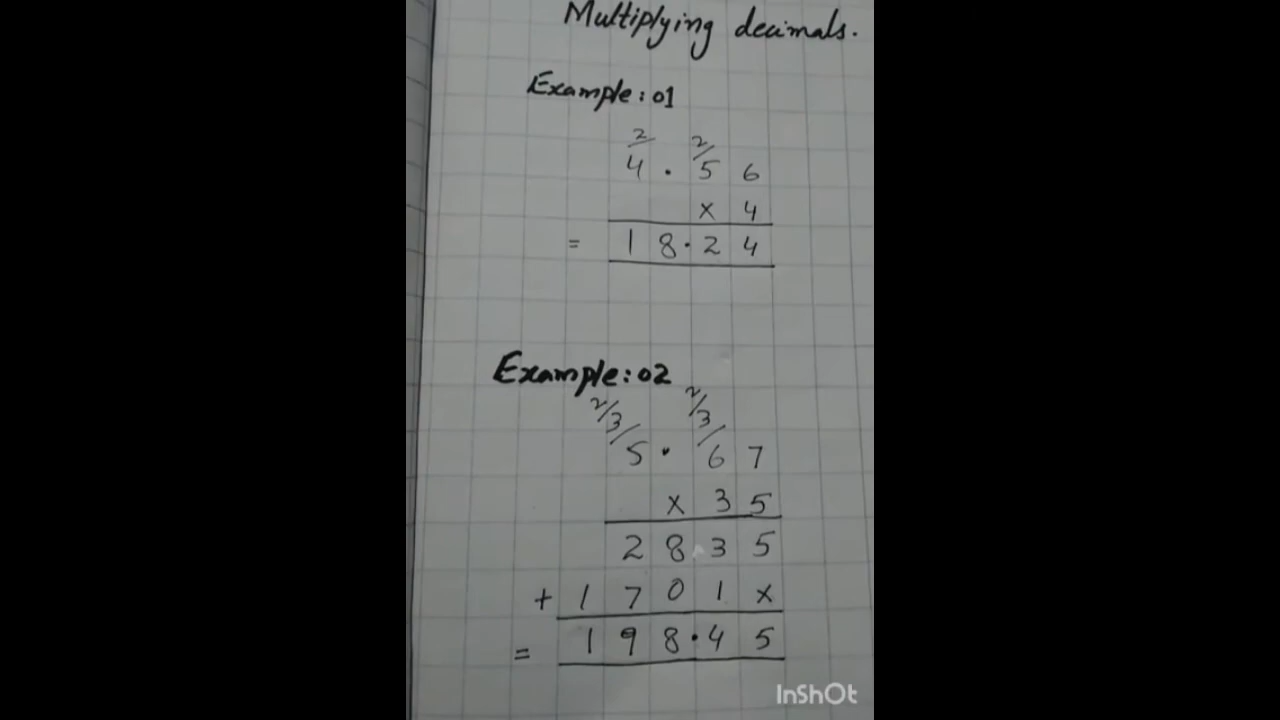 Multiplying decimals.
Example: 01
2 2
4 . 5 6
x 4
= 1 8 . 2 4
Example: 02
2 2
3 3
5 . 6 7
x 3 5
2 8 3 5
+ 1 7 0 1 x
= 1 9 8 . 4 5
InShOt